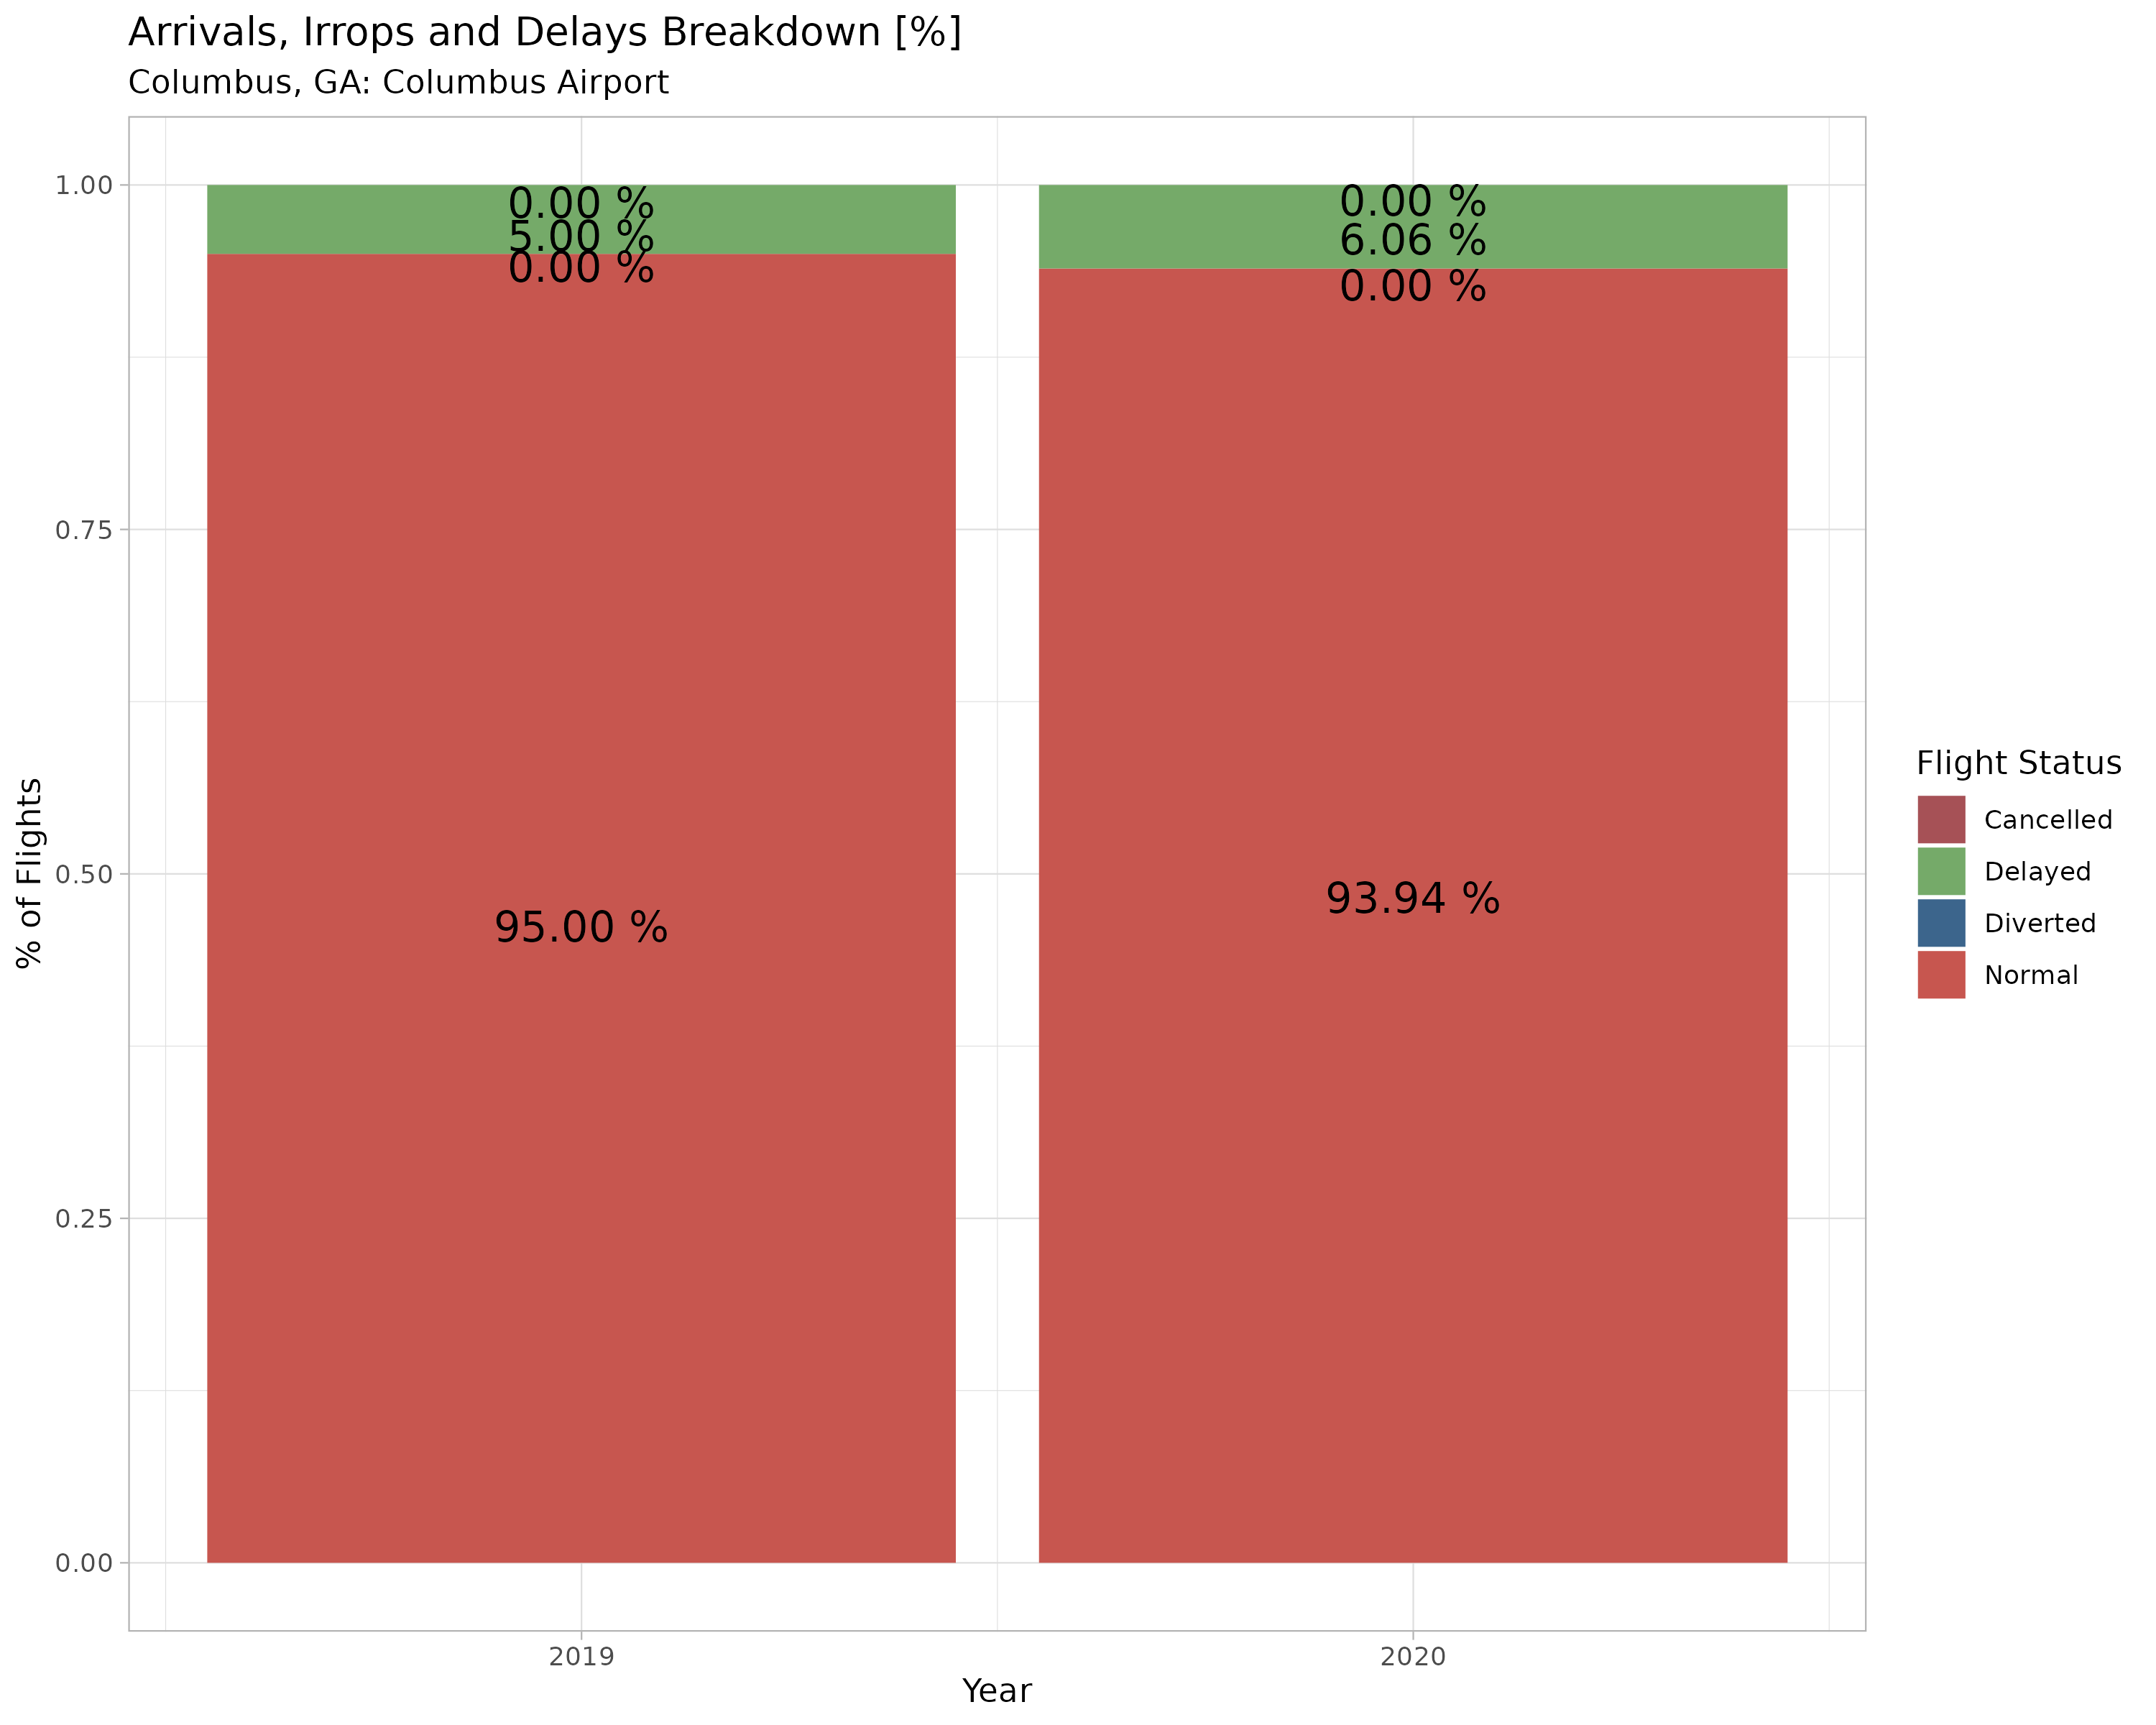 Arrivals, Irrops and Delays Breakdown [%]
Columbus, GA: Columbus Airport
1.00
0.75
0.50
0.25
0.00
% of Flights
0.00 %
5.00 %
0.00 %
95.00 %
0.00 %
6.06 %
0.00 %
93.94 %
2019
2020
Year
Flight Status
Cancelled
Delayed
Diverted
Normal